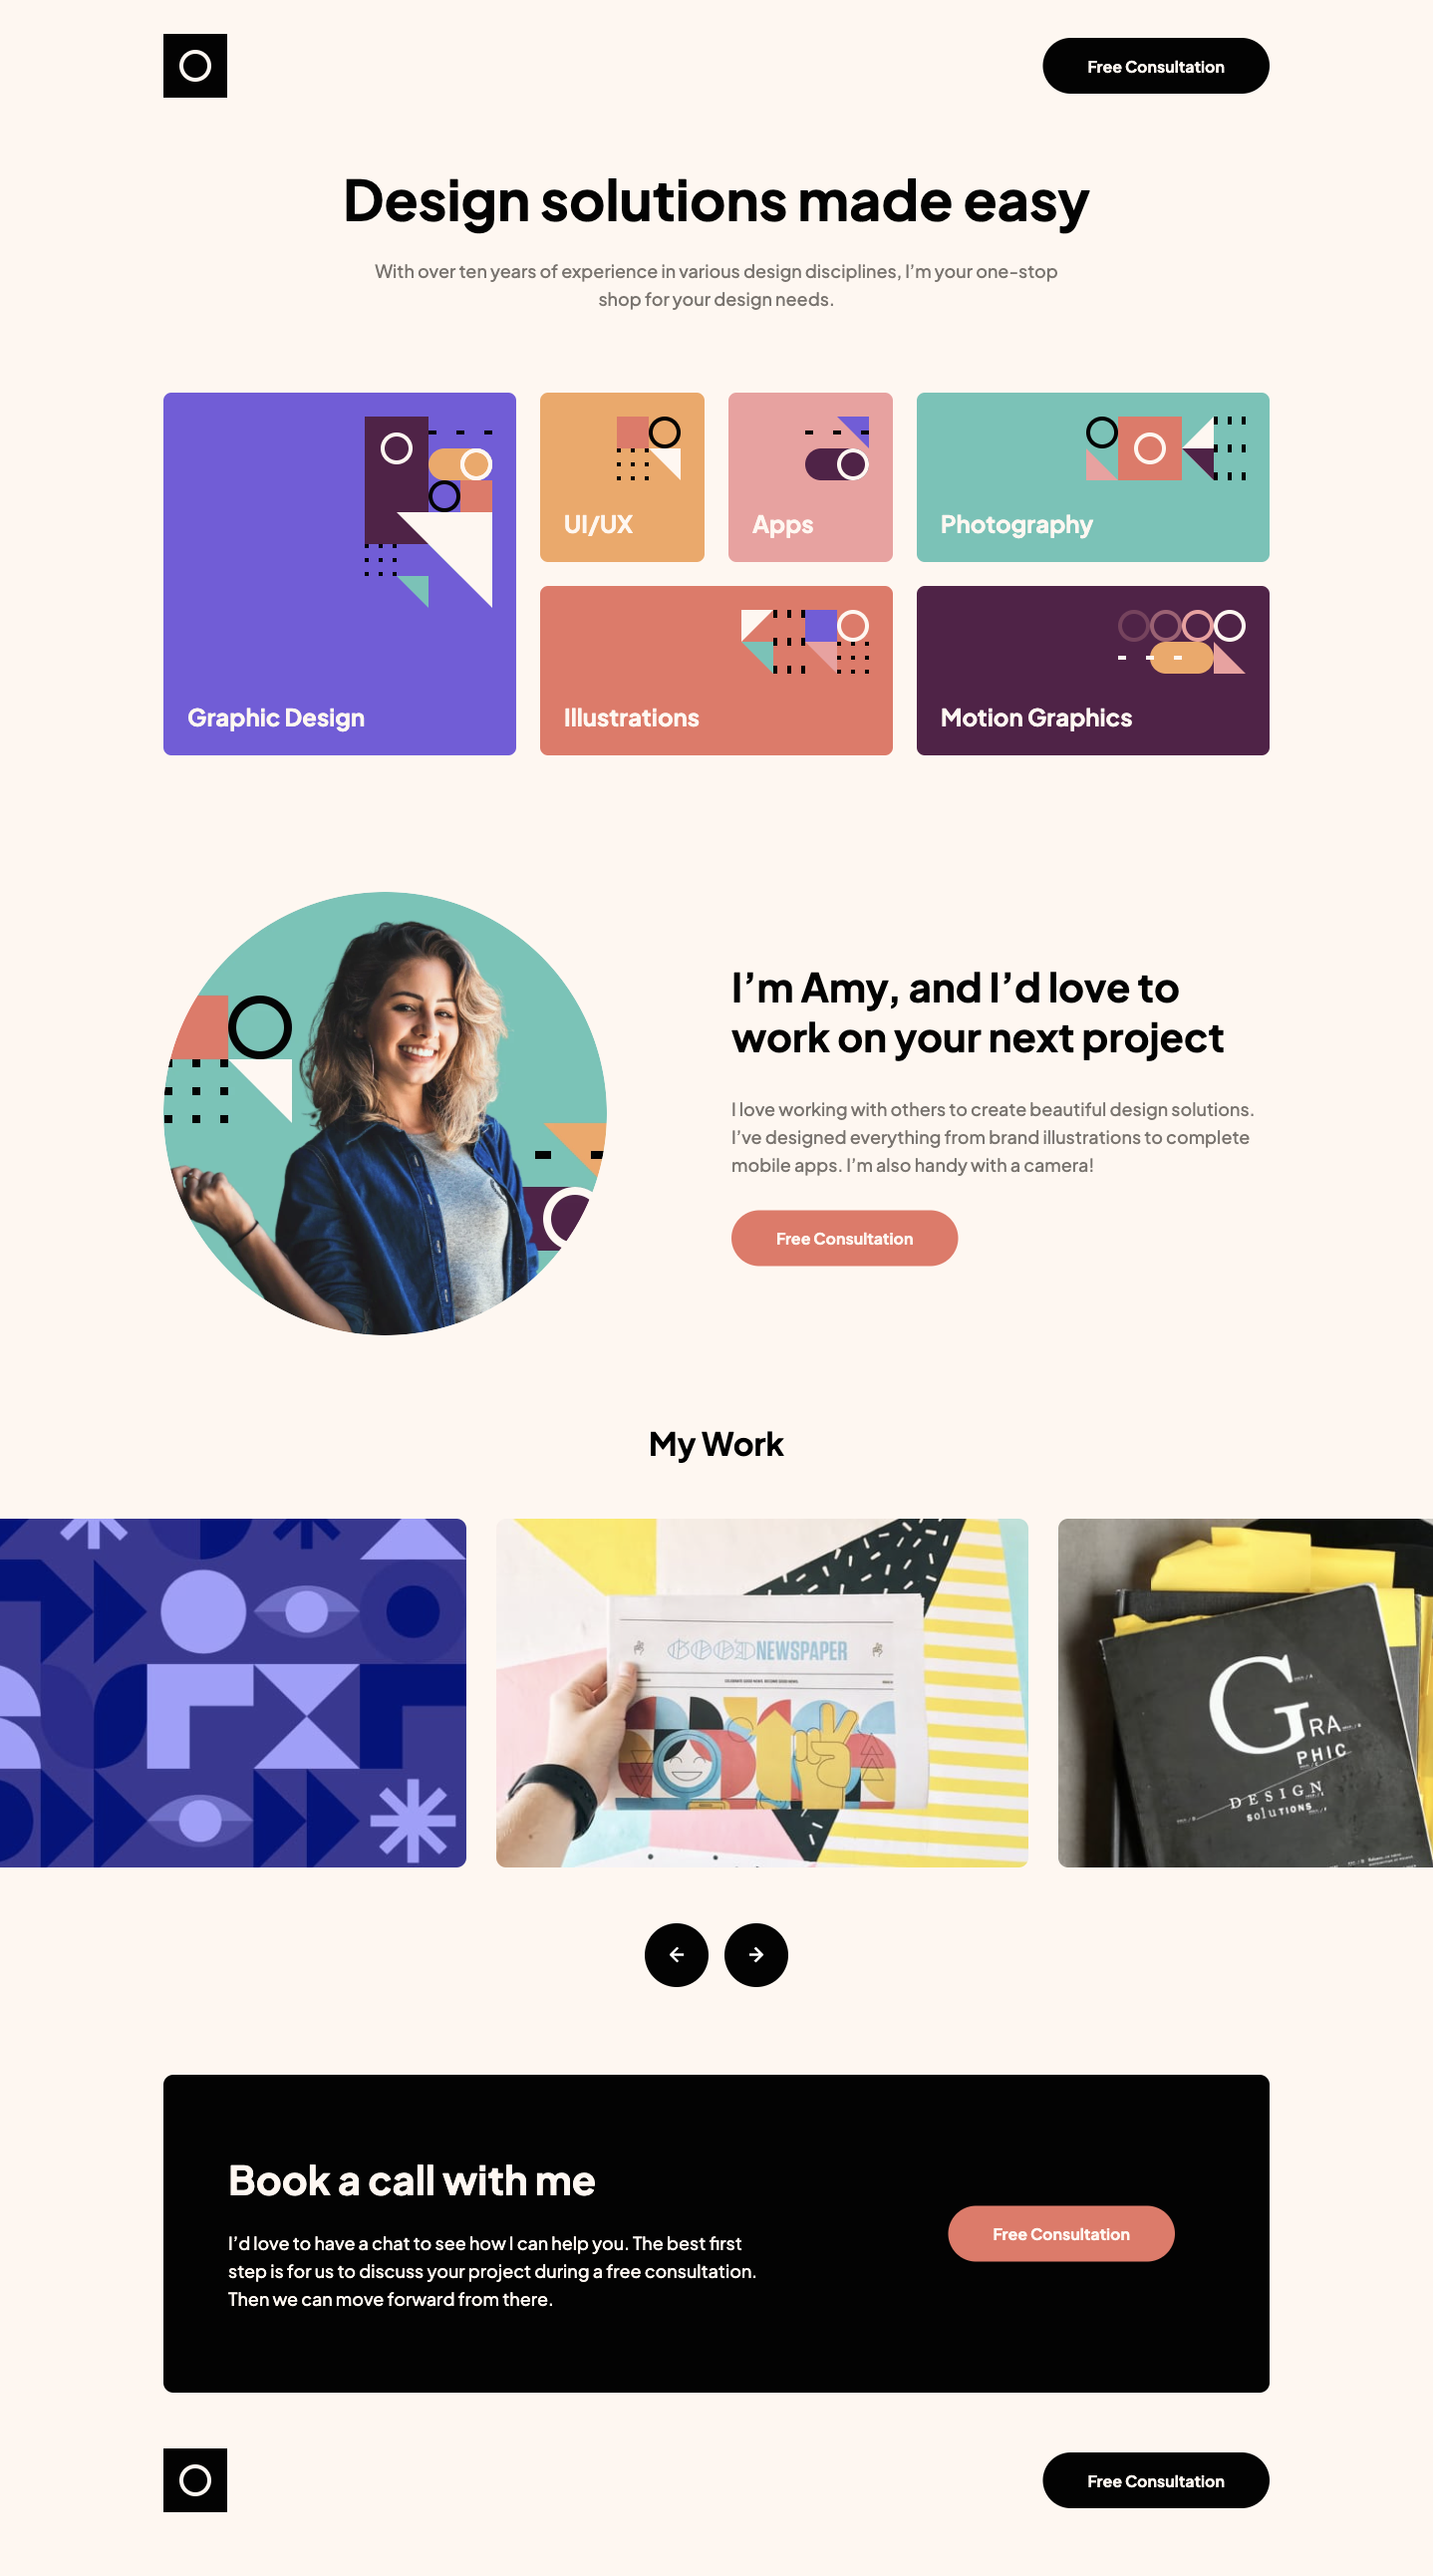 Free Consultation
Design solutions made easy
With over ten years of experience in various design disciplines, I’m your one-stop
shop for your design needs.
Graphic Design
UI/UX
Apps
Photography
Illustrations
Motion Graphics
I’m Amy, and I’d love to
work on your next project
I love working with others to create beautiful design solutions.
I’ve designed everything from brand illustrations to complete
mobile apps. I’m also handy with a camera!
Free Consultation
My Work
GOOD NEWSPAPER
G
RA
PHIC
DESIGN
SOluTIONS
Book a call with me
I’d love to have a chat to see how I can help you. The best first
step is for us to discuss your project during a free consultation.
Then we can move forward from there.
Free Consultation
Free Consultation